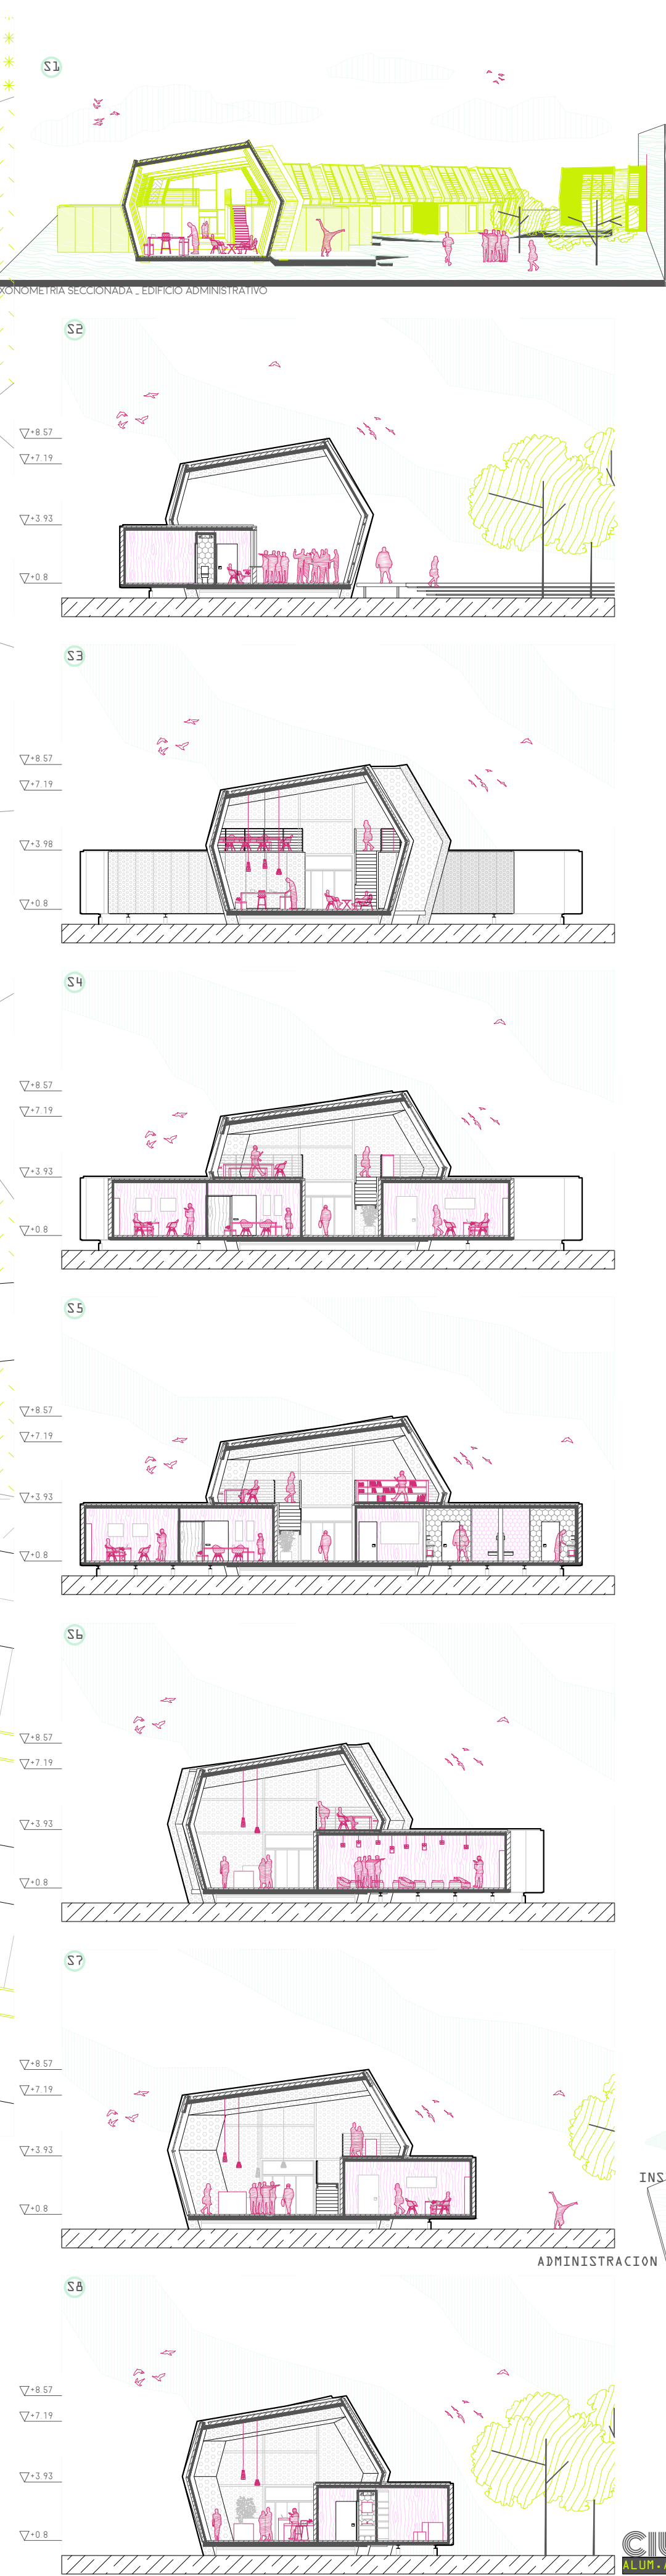 S1
XONOMETRIA SECCIONADA _ EDIFICIO ADMINISTRATIVO
S2
+8.57
+7.19
+3.93
+0.8
S3
+8.57
+7.19
+3.98
+0.8
S4
+8.57
+7.19
+3.93
+0.8
S5
+8.57
+7.19
+3.93
+0.8
S6
+8.57
+7.19
+3.93
+0.8
S7
+8.57
+7.19
+3.93
+0.8
INS
ADMINISTRACION
S8
+8.57
+7.19
+3.93
+0.8
ALUM.